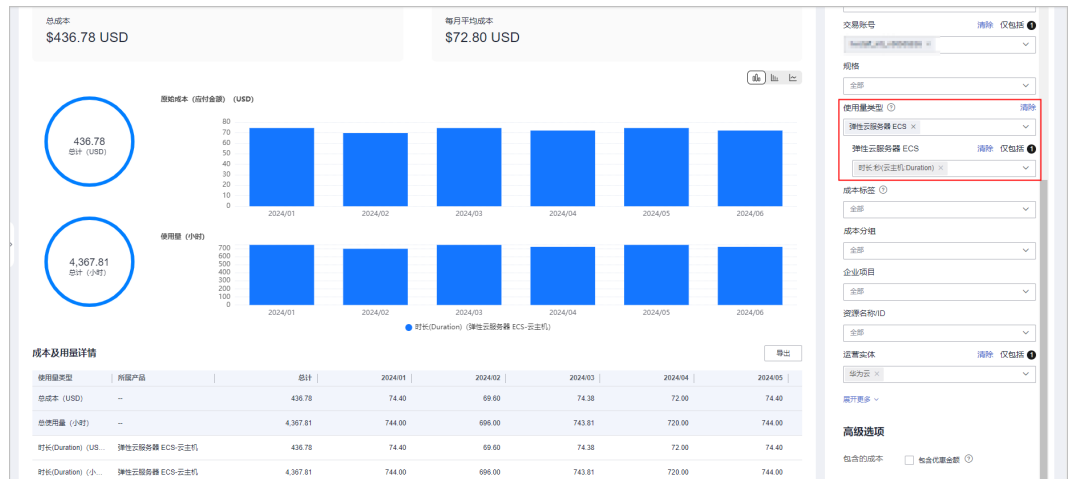 总成本
$436.78 USD
每月平均成本
$72.80 USD
436.78
总计（USD）
原始成本（应付金额）（USD）
80
70
60
50
40
30
20
10
0
2024/01
2024/02
2024/03
2024/04
2024/05
2024/06
4,367.81
总计（小时）
使用量（小时）
700
600
500
400
300
200
100
0
2024/01
2024/02
2024/03
2024/04
2024/05
2024/06
时长(Duration)（弹性云服务器 ECS-云主机）
成本及用量详情
导出
使用量类型 所属产品 总计 2024/01 2024/02 2024/03 2024/04 2024/05
总成本（USD） -- 436.78 74.40 69.60 74.38 72.00 74.40
总使用量（小时） -- 4,367.81 744.00 696.00 743.81 720.00 744.00
时长(Duration)（US... 弹性云服务器 ECS-云主机 436.78 74.40 69.60 74.38 72.00 74.40
时长(Duration)（小... 弹性云服务器 ECS-云主机 4,367.81 744.00 696.00 743.81 720.00 744.00
交易账号 清除 仅包括 1
规格
全部
使用量类型 ? 清除
弹性云服务器 ECS ×
弹性云服务器 ECS 清除 仅包括 1
时长:秒(云主机:Duration) ×
成本标签 ?
全部
成本分组
全部
企业项目
全部
资源名称/ID
全部
运营实体 清除 仅包括 1
华为云 ×
展开更多
高级选项
包含的成本 包含优惠金额 ?